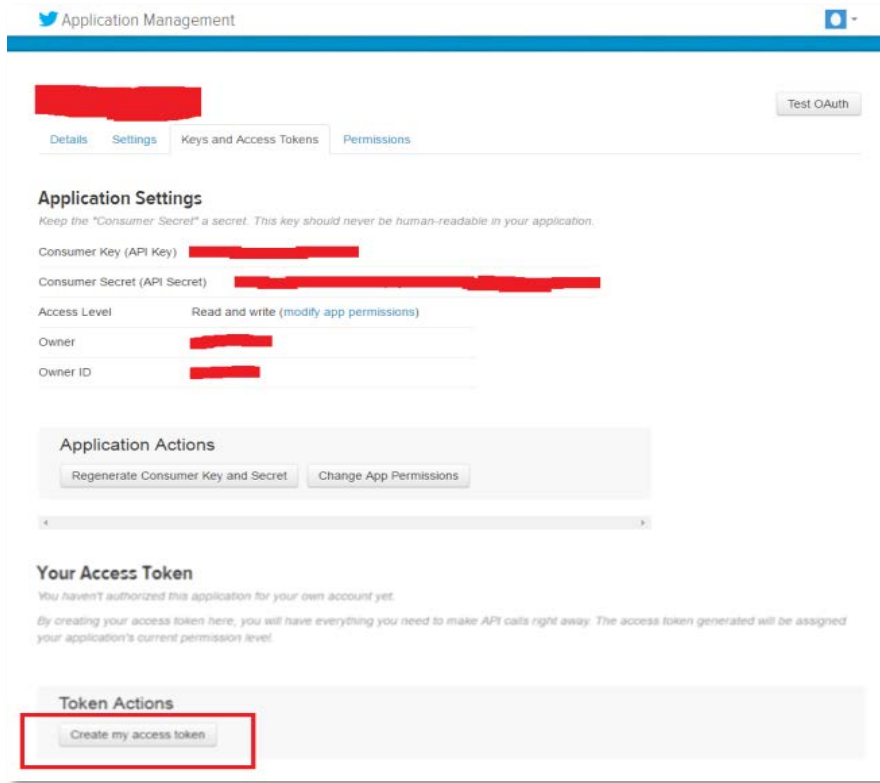 Application Management
Test OAuth
Details Settings Keys and Access Tokens Permissions
Application Settings
Keep the "Consumer Secret" a secret. This key should never be human-readable in your application.
Consumer Key (API Key)
Consumer Secret (API Secret)
Access Level Read and write (modify app permissions)
Owner
Owner ID
Application Actions
Regenerate Consumer Key and Secret Change App Permissions
Your Access Token
You haven't authorized this application for your own account yet.
By creating your access token here, you will have everything you need to make API calls right away. The access token generated will be assigned
your application's current permission level.
Token Actions
Create my access token